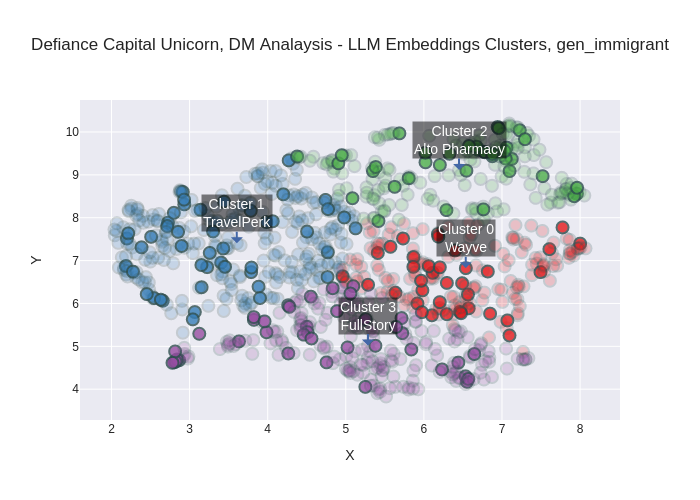 Defiance Capital Unicorn, DM Analaysis - LLM Embeddings Clusters, gen_immigrant
Cluster 2
Alto Pharmacy
Cluster 1
TravelPerk
Cluster 0
Wayve
Cluster 3
FullStory
10
9
8
7
6
5
4
Y
2
3
4
5
6
7
8
X